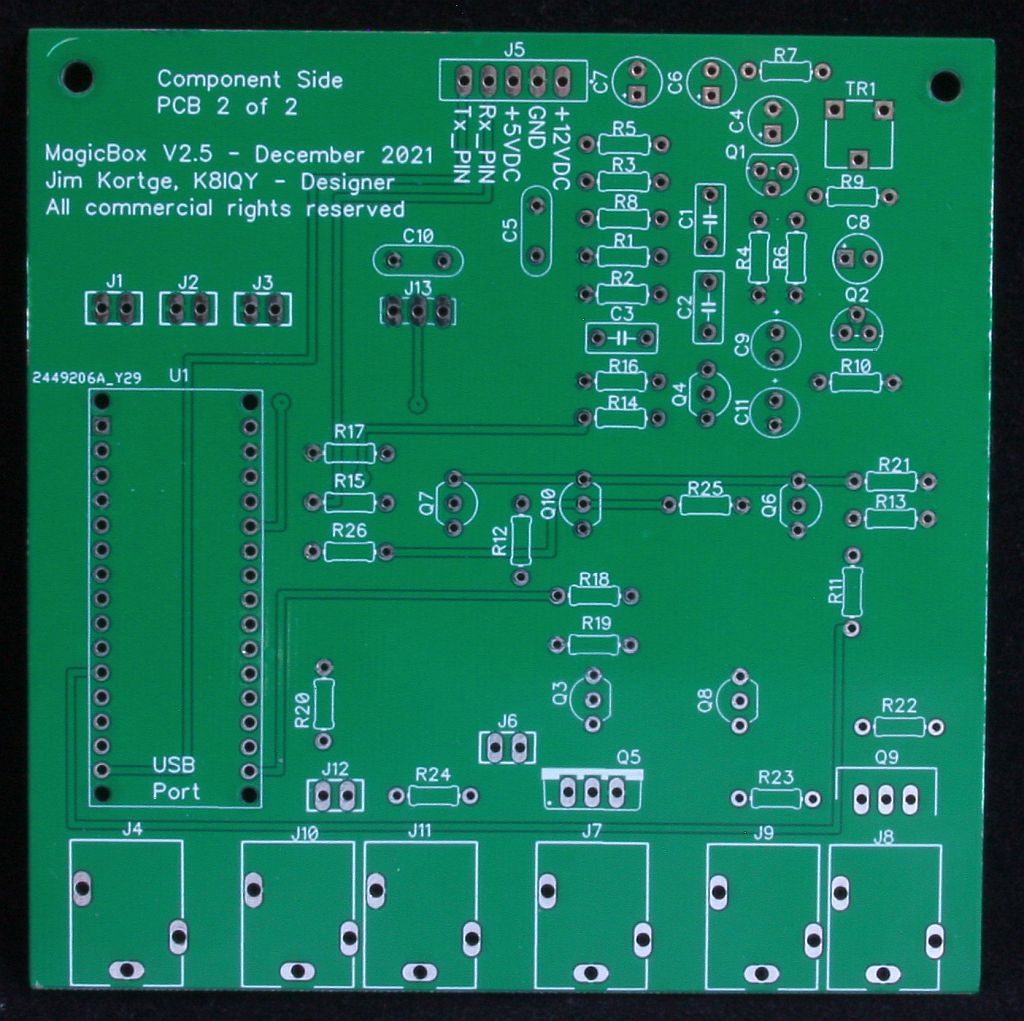 J5
Component Side
PCB 2 of 2
C7
C6
R7
TR1
C4
Tx_PIN
Rx_PIN
+5VDC
GND
+12VDC
R5
Q1
MagicBox V2.5 - December 2021
Jim Kortge, K8IQY - Designer
All commercial rights reserved
R3
R9
R8
C1
C5
C8
C10
R1
R4
R6
R2
J1
J2
J3
J13
C2
Q2
C3
C9
2449206A_Y29
U1
R16
Q4
R10
R14
C11
R17
R21
R15
Q7
Q10
R25
Q6
R13
R26
R12
R18
R11
R19
Q3
Q8
R20
R22
J6
Q5
Q9
USB
Port
J12
R24
R23
J4
J10
J11
J7
J9
J8